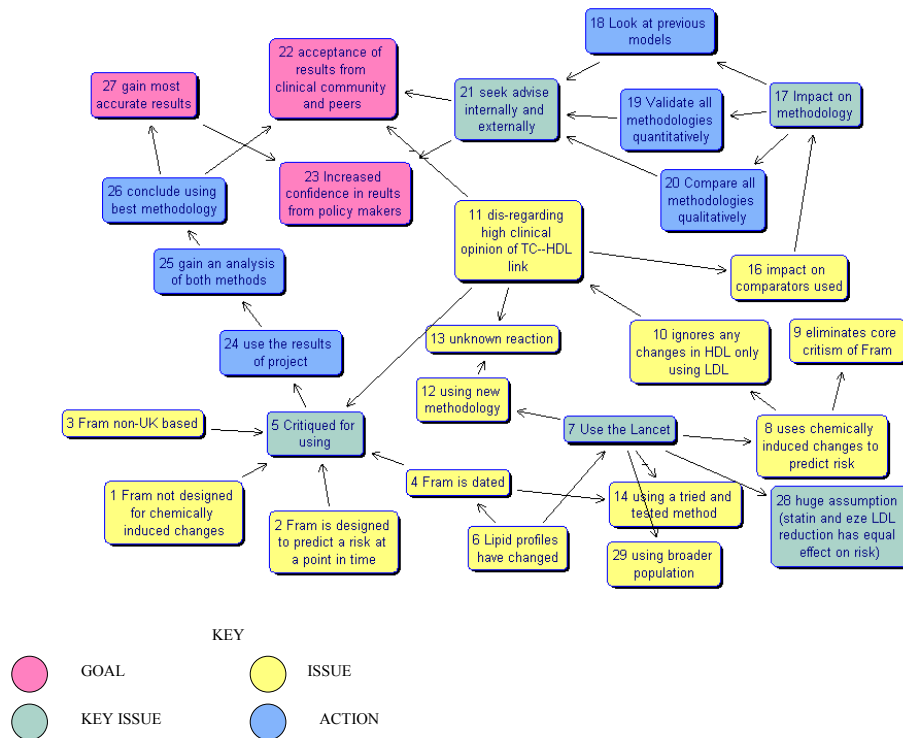 18 Look at previous
models
22 acceptance of
results from
clinical community
and peers
27 gain most
accurate results
21 seek advise
internally and
externally
19 Validate all
methodologies
quantitatively
17 Impact on
methodology
23 Increased
confidence in reults
from policy makers
26 conclude using
best methodology
20 Compare all
methodologies
qualitatively
11 dis-regarding
high clinical
opinion of TC--HDL
link
25 gain an analysis
of both methods
16 impact on
comparators used
24 use the results
of project
13 unknown reaction
10 ignores any
changes in HDL only
using LDL
9 eliminates core
critism of Fram
12 using new
methodology
3 Fram non-UK based
5 Critiqued for
using
7 Use the Lancet
8 uses chemically
induced changes to
predict risk
4 Fram is dated
1 Fram not designed
for chemically
induced changes
2 Fram is designed
to predict a risk at
a point in time
14 using a tried and
tested method
28 huge assumption
(statin and eze LDL
reduction has equal
effect on risk)
6 Lipid profiles
have changed
29 using broader
population
KEY
GOAL
ISSUE
KEY ISSUE
ACTION